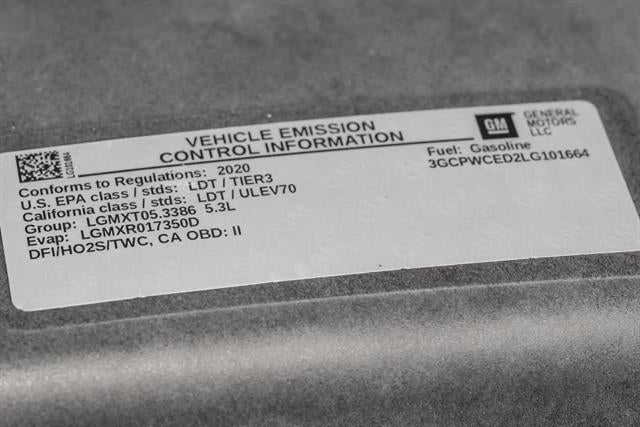 LG101664
VEHICLE EMISSION
CONTROL INFORMATION
GM
GENERAL
MOTORS
LLC
Conforms to Regulations: 2020
U.S. EPA class / stds: LDT / TIER3
California class / stds: LDT / ULEV70
Group: LGMXT05.3386 5.3L
Evap: LGMXR017350D
DFI/HO2S/TWC, CA OBD: II
Fuel: Gasoline
3GCPWCED2LG101664